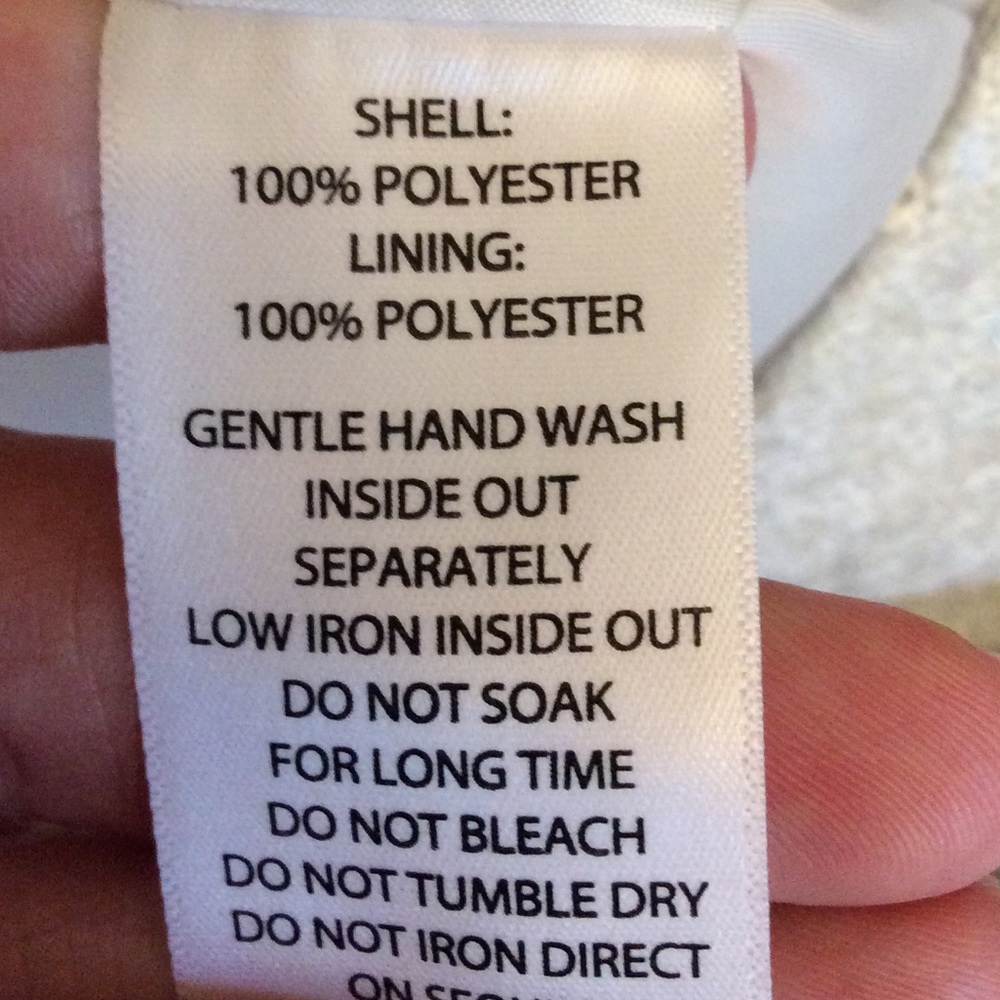 SHELL:
100% POLYESTER
LINING:
100% POLYESTER
GENTLE HAND WASH
INSIDE OUT
SEPARATELY
LOW IRON INSIDE OUT
DO NOT SOAK
FOR LONG TIME
DO NOT BLEACH
DO NOT TUMBLE DRY
DO NOT IRON DIRECT
ON